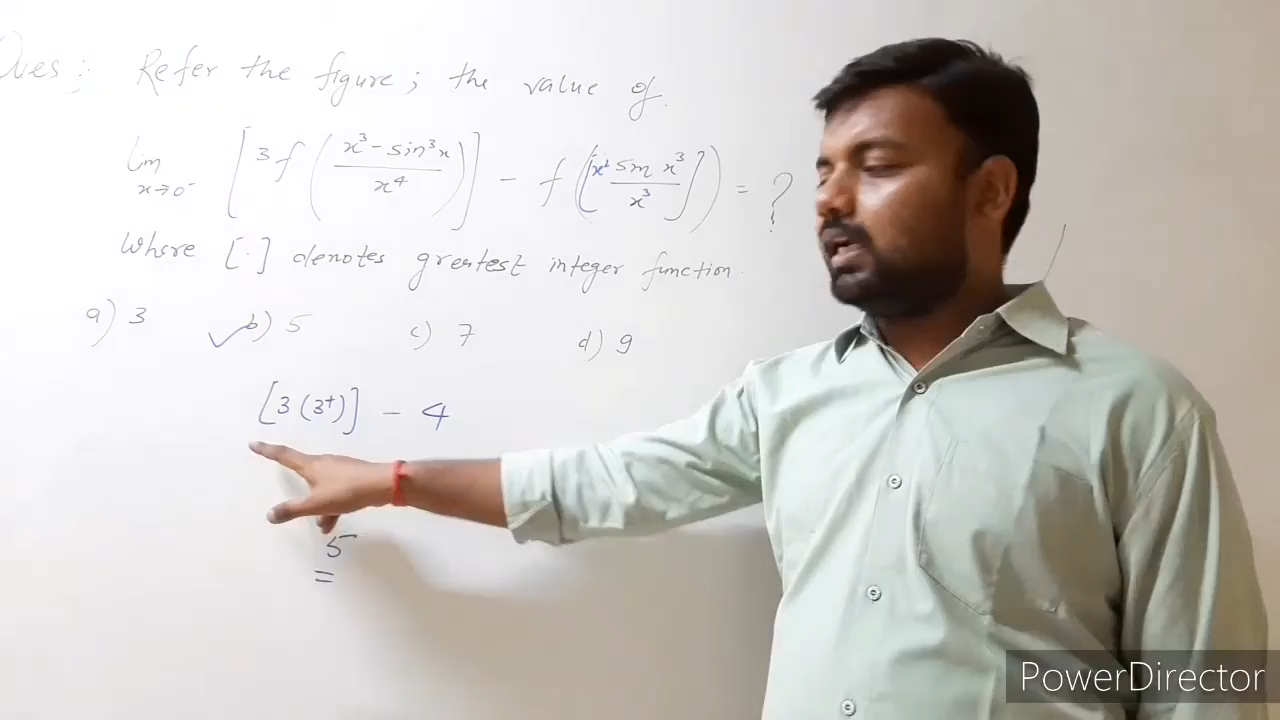 Ques :- Refer the figure ; the value of
lim x→0⁻ [ 3 f ( (x³ - sin³x) / x⁴ ) ] - f ( [ x² sin x³ / x³ ] ) = ?
Where [.] denotes greatest integer function.
a) 3 b) 5 c) 7 d) 9
[3(3⁺)] - 4
5
=
PowerDirector